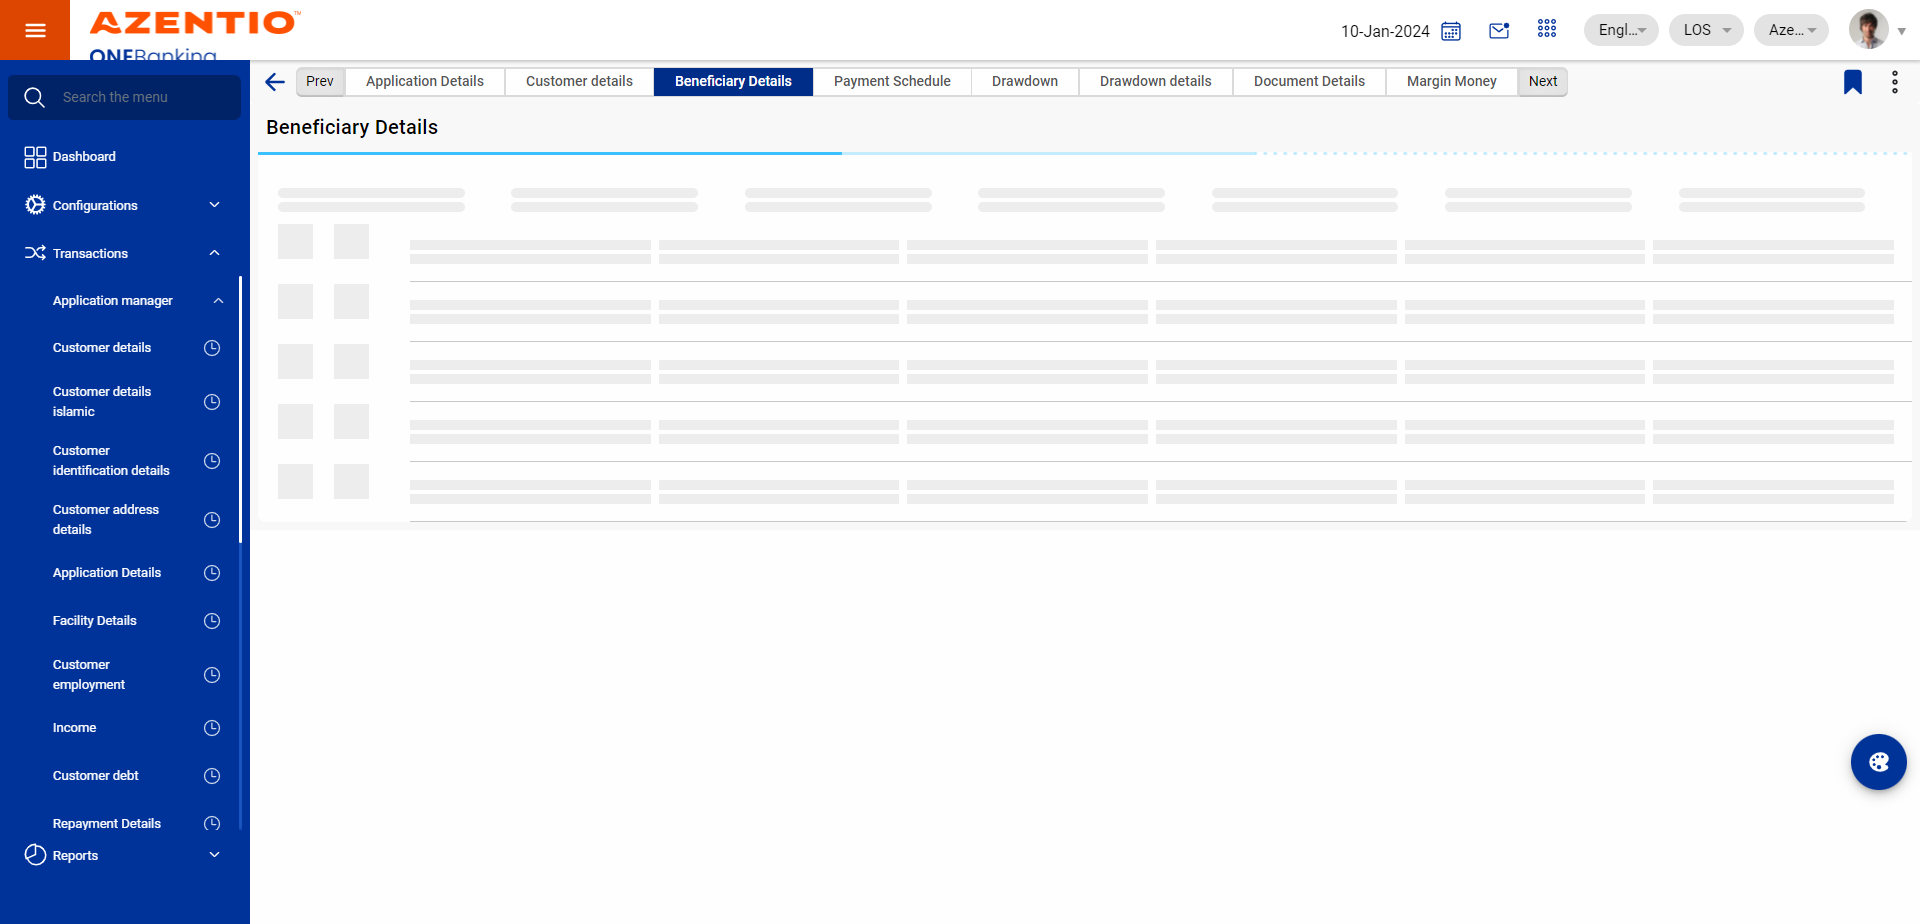 AZENTIO™
ONEBanking
10-Jan-2024
Engl...
LOS
Aze...
Search the menu
Dashboard
Configurations
Transactions
Application manager
Customer details
Customer details
islamic
Customer
identification details
Customer address
details
Application Details
Facility Details
Customer
employment
Income
Customer debt
Repayment Details
Reports
Prev
Application Details
Customer details
Beneficiary Details
Payment Schedule
Drawdown
Drawdown details
Document Details
Margin Money
Next
Beneficiary Details